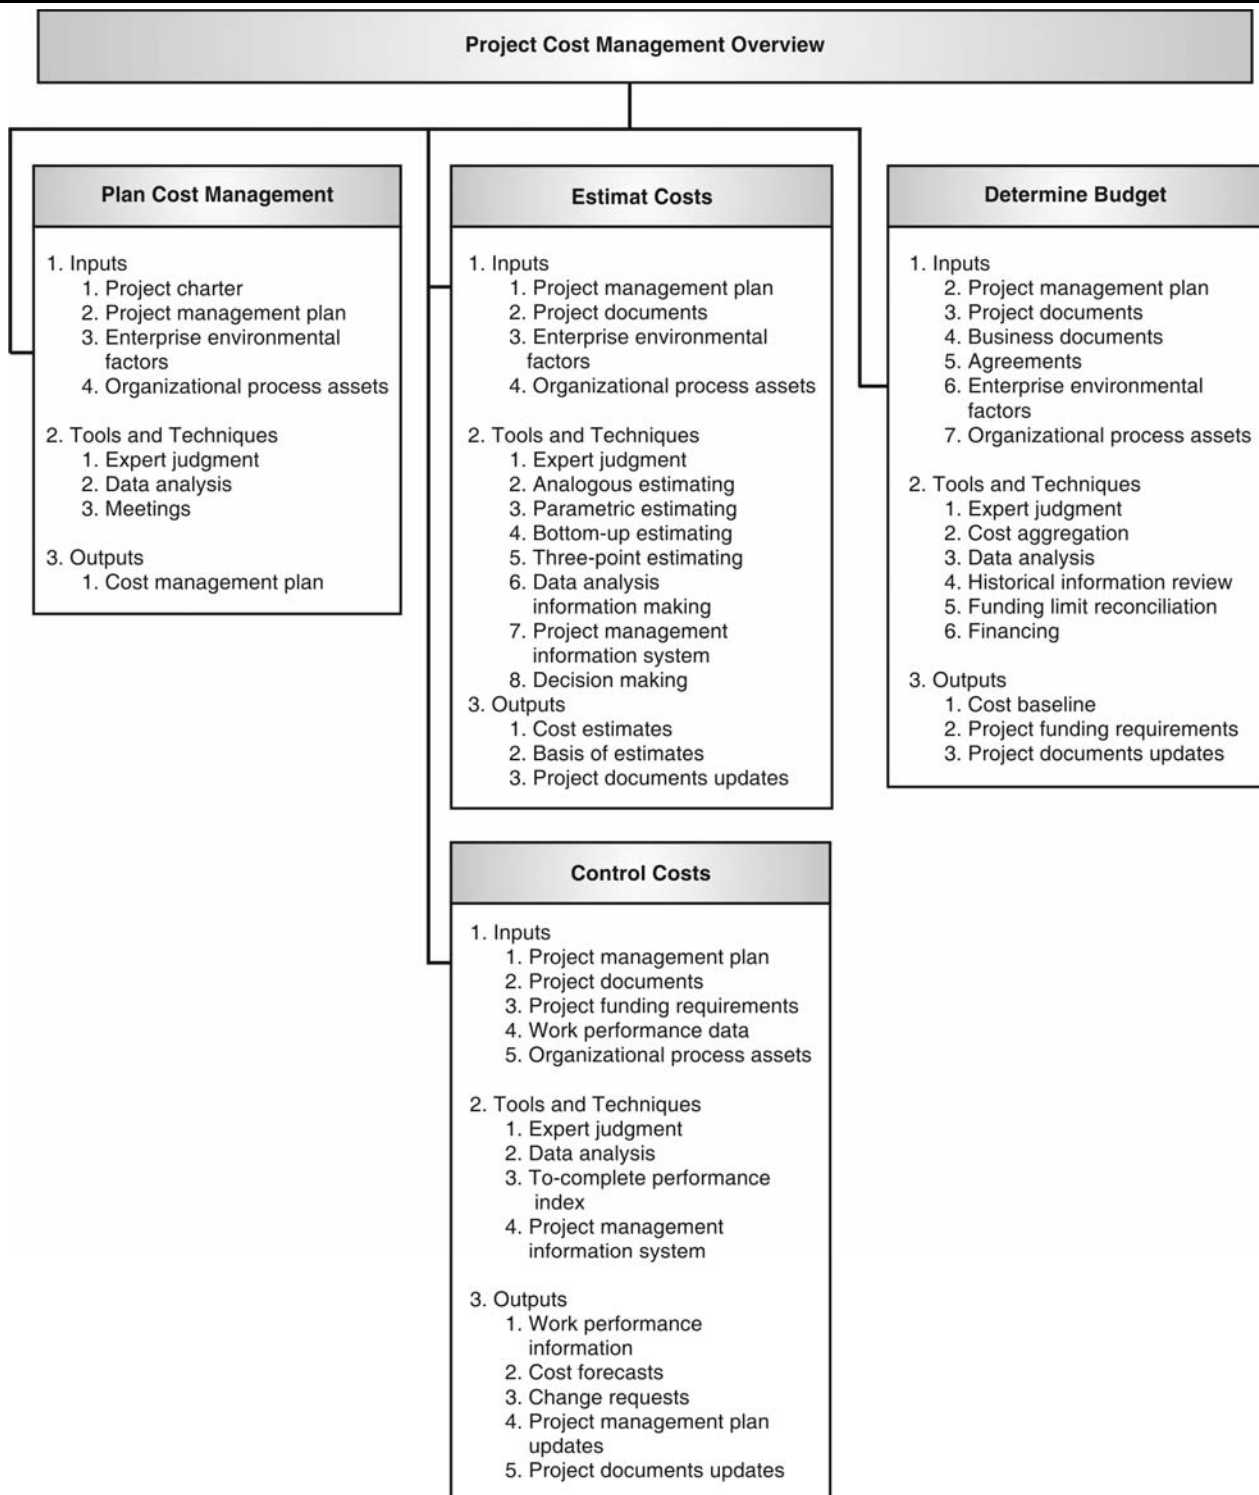 Project Cost Management Overview
Plan Cost Management
1. Inputs
1. Project charter
2. Project management plan
3. Enterprise environmental
factors
4. Organizational process assets
2. Tools and Techniques
1. Expert judgment
2. Data analysis
3. Meetings
3. Outputs
1. Cost management plan
Estimat Costs
1. Inputs
1. Project management plan
2. Project documents
3. Enterprise environmental
factors
4. Organizational process assets
2. Tools and Techniques
1. Expert judgment
2. Analogous estimating
3. Parametric estimating
4. Bottom-up estimating
5. Three-point estimating
6. Data analysis
information making
7. Project management
information system
8. Decision making
3. Outputs
1. Cost estimates
2. Basis of estimates
3. Project documents updates
Determine Budget
1. Inputs
2. Project management plan
3. Project documents
4. Business documents
5. Agreements
6. Enterprise environmental
factors
7. Organizational process assets
2. Tools and Techniques
1. Expert judgment
2. Cost aggregation
3. Data analysis
4. Historical information review
5. Funding limit reconciliation
6. Financing
3. Outputs
1. Cost baseline
2. Project funding requirements
3. Project documents updates
Control Costs
1. Inputs
1. Project management plan
2. Project documents
3. Project funding requirements
4. Work performance data
5. Organizational process assets
2. Tools and Techniques
1. Expert judgment
2. Data analysis
3. To-complete performance
index
4. Project management
information system
3. Outputs
1. Work performance
information
2. Cost forecasts
3. Change requests
4. Project management plan
updates
5. Project documents updates